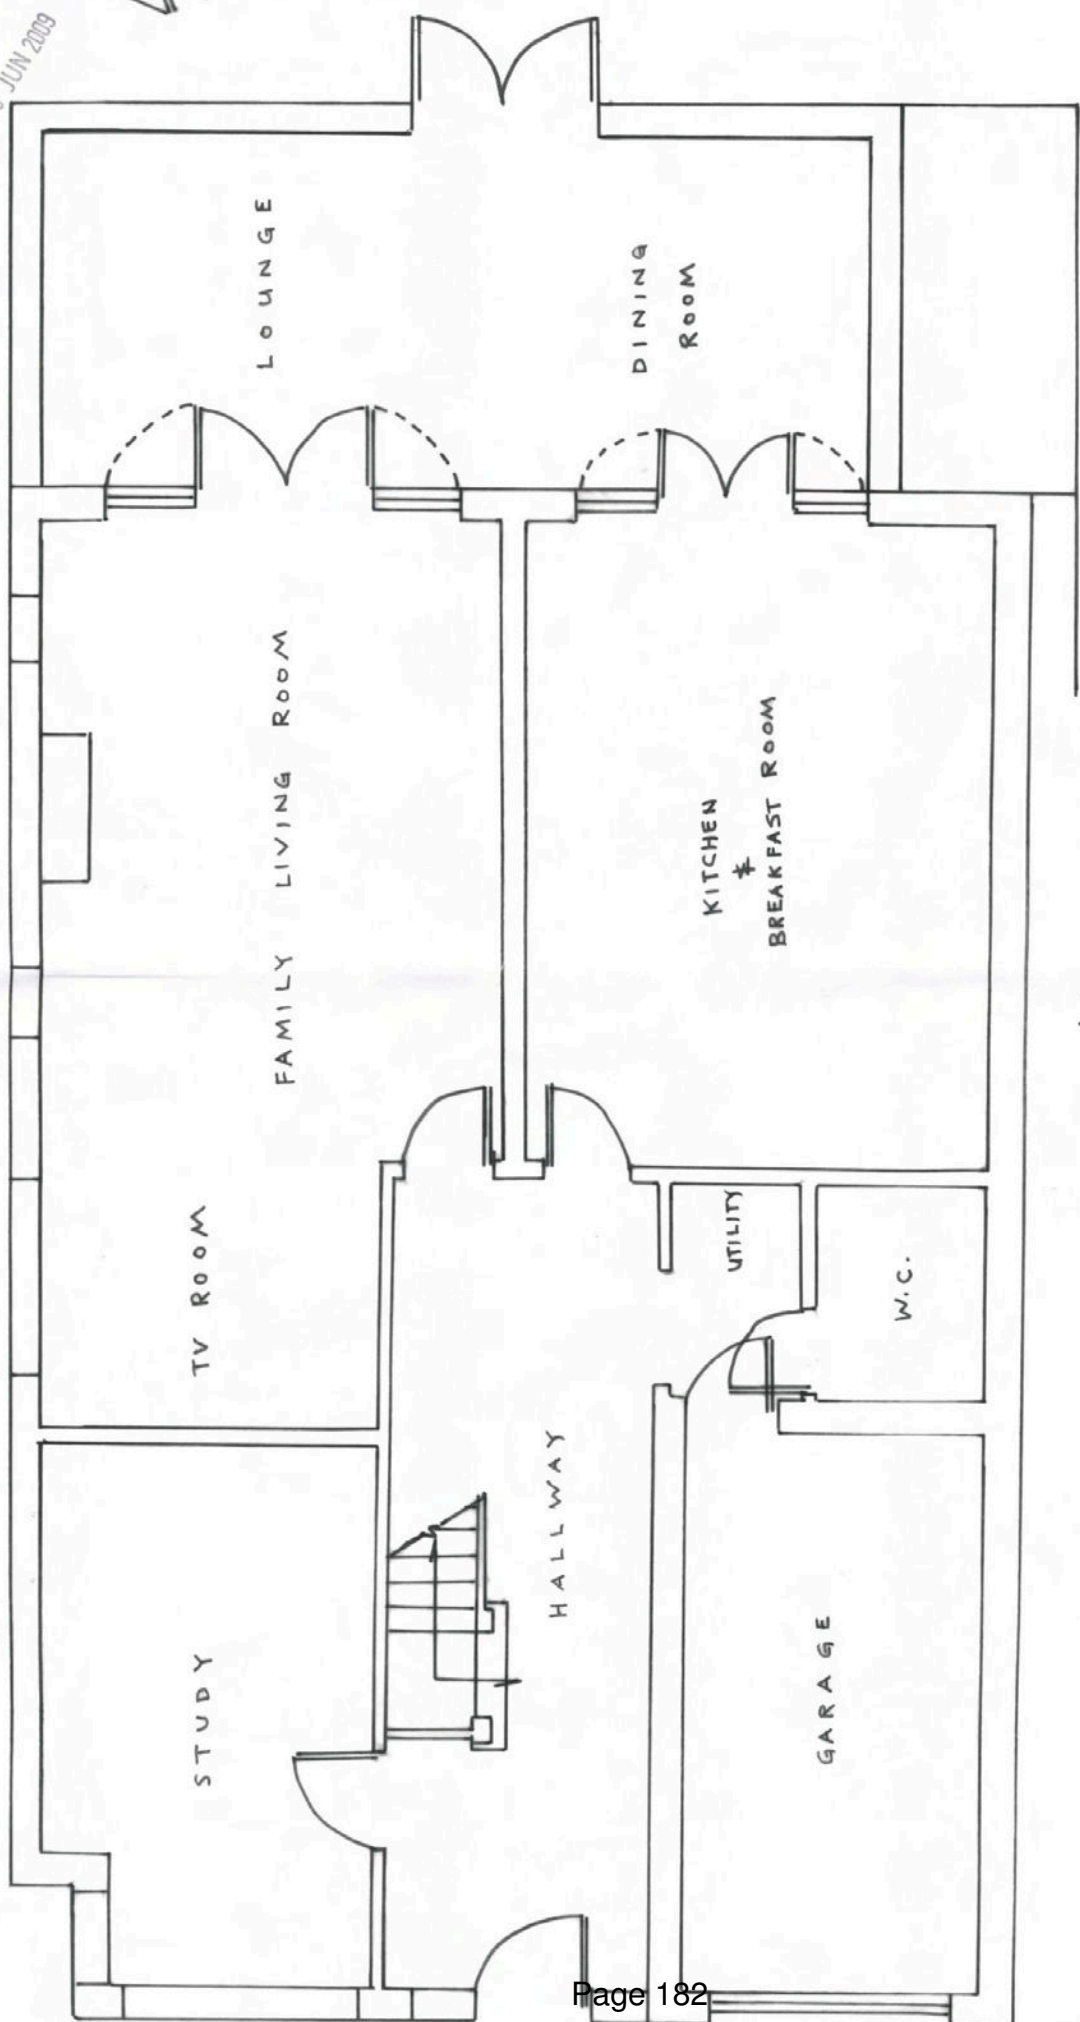 JUN 2009
LOUNGE
DINING
ROOM
FAMILY LIVING ROOM
KITCHEN
&
BREAKFAST ROOM
TV ROOM
UTILITY
W.C.
HALLWAY
STUDY
GARAGE
Page 182